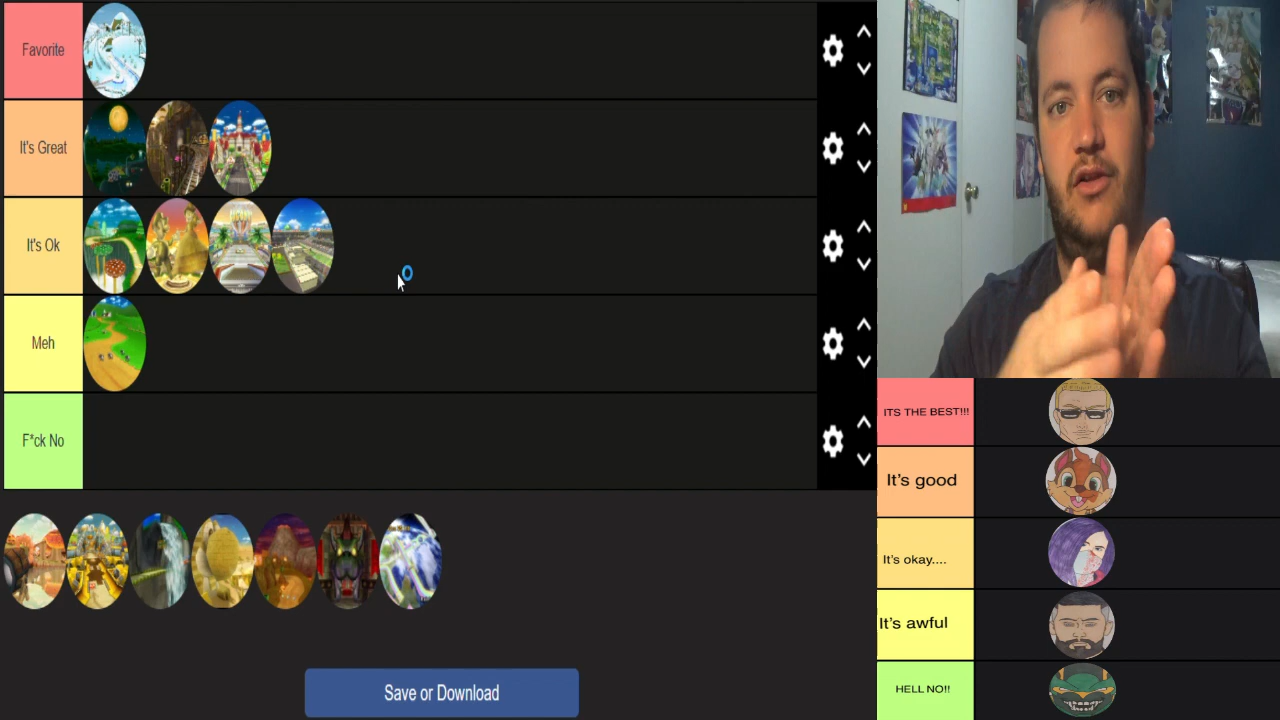 Favorite
It's Great
It's Ok
Meh
F*ck No
Save or Download
ITS THE BEST!!!
It's good
It's okay....
It's awful
HELL NO!!